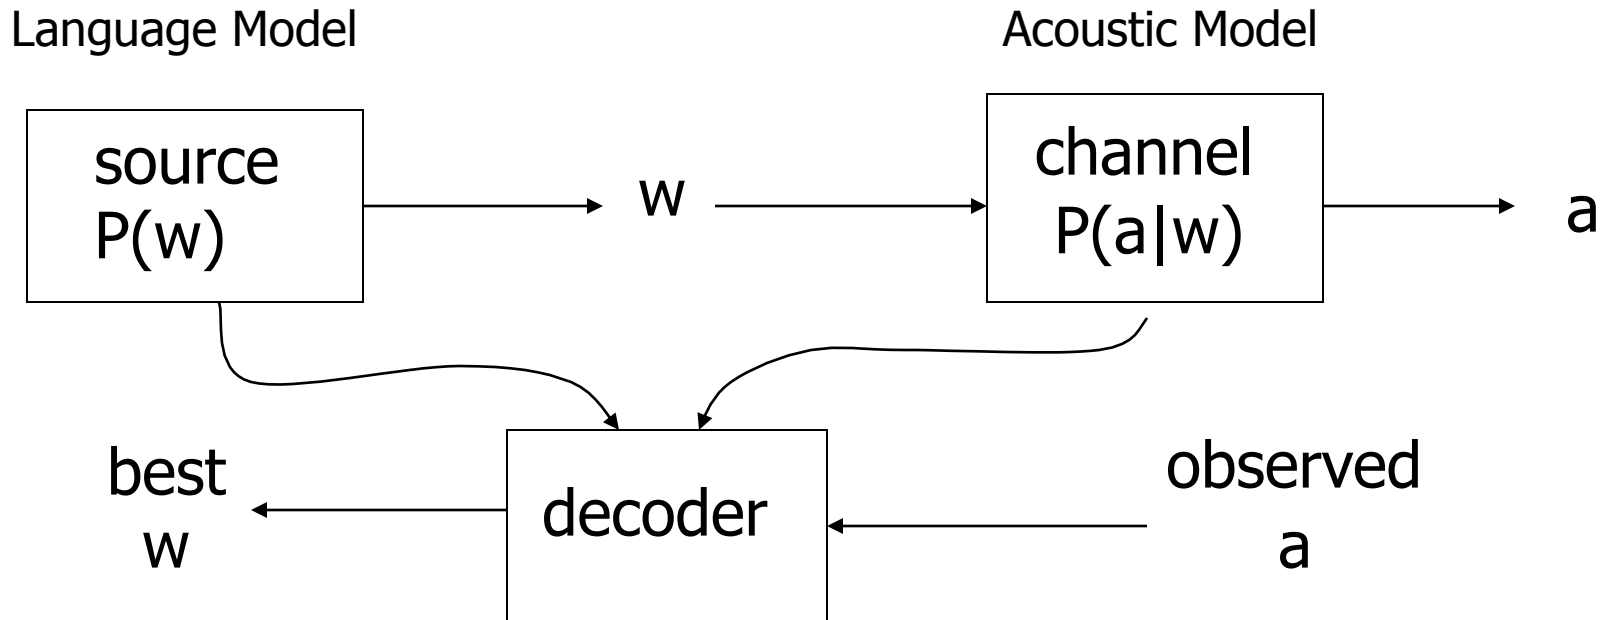 Language Model
Acoustic Model
source
P(w)
w
channel
P(a|w)
a
best
w
decoder
observed
a